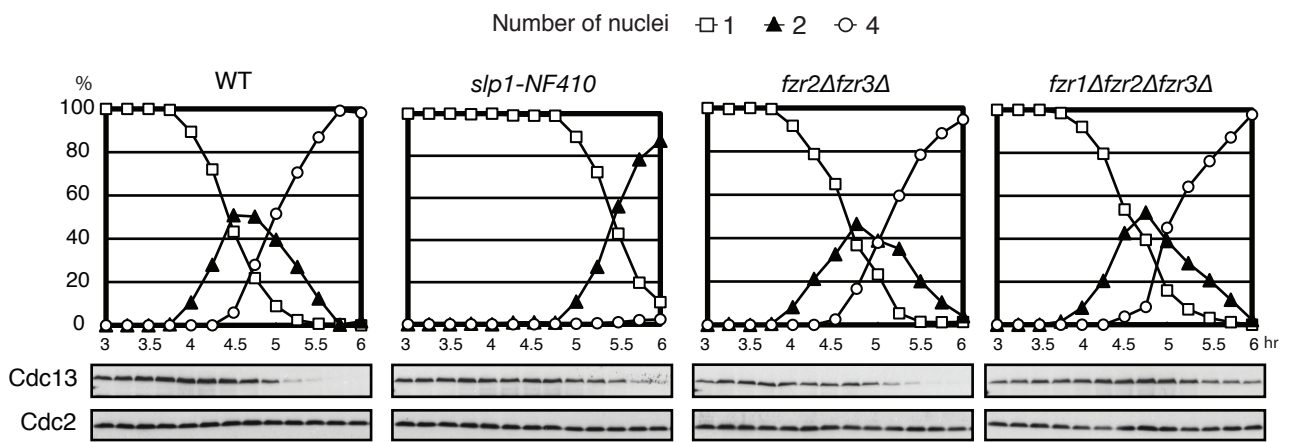 Number of nuclei 1 2 4
% WT slp1-NF410 fzr2Δfzr3Δ fzr1Δfzr2Δfzr3Δ
100
80
60
40
20
0
3 3.5 4 4.5 5 5.5 6 3 3.5 4 4.5 5 5.5 6 3 3.5 4 4.5 5 5.5 6 3 3.5 4 4.5 5 5.5 6 hr
Cdc13
Cdc2